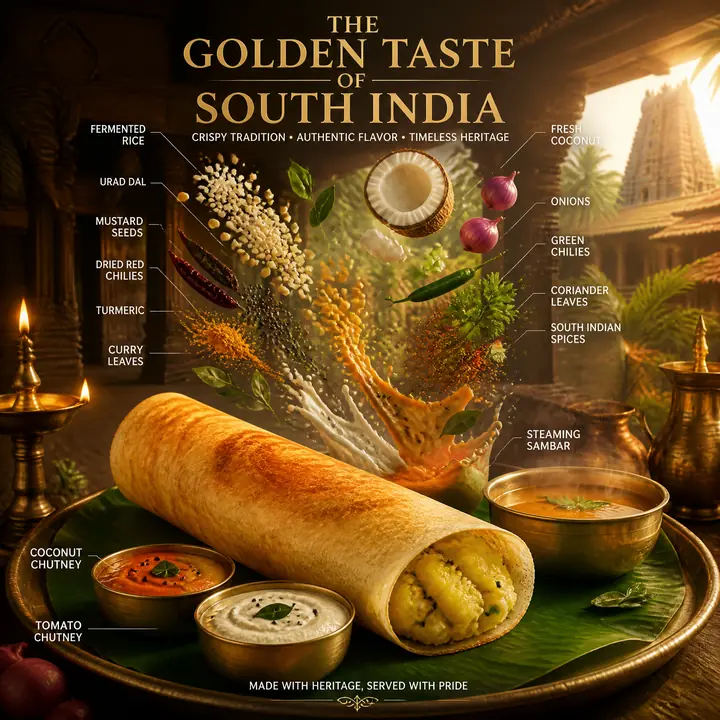 THE
GOLDEN TASTE
OF
SOUTH INDIA
CRISPY TRADITION • AUTHENTIC FLAVOR • TIMELESS HERITAGE
FERMENTED
RICE
URAD DAL
MUSTARD
SEEDS
DRIED RED
CHILIES
TURMERIC
CURRY
LEAVES
FRESH
COCONUT
ONIONS
GREEN
CHILIES
CORIANDER
LEAVES
SOUTH INDIAN
SPICES
STEAMING
SAMBAR
COCONUT
CHUTNEY
TOMATO
CHUTNEY
MADE WITH HERITAGE, SERVED WITH PRIDE